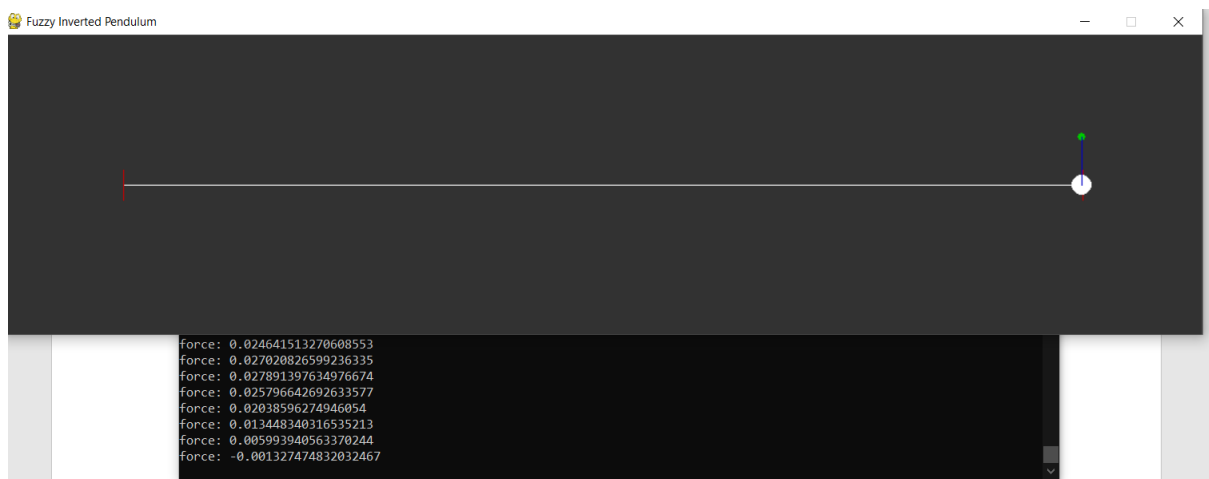 Fuzzy Inverted Pendulum
force: 0.024641513270608553
force: 0.027020826599236335
force: 0.027891397634976674
force: 0.025796642692633577
force: 0.02038596274946054
force: 0.013448340316535213
force: 0.005993940563370244
force: -0.001327474832032467